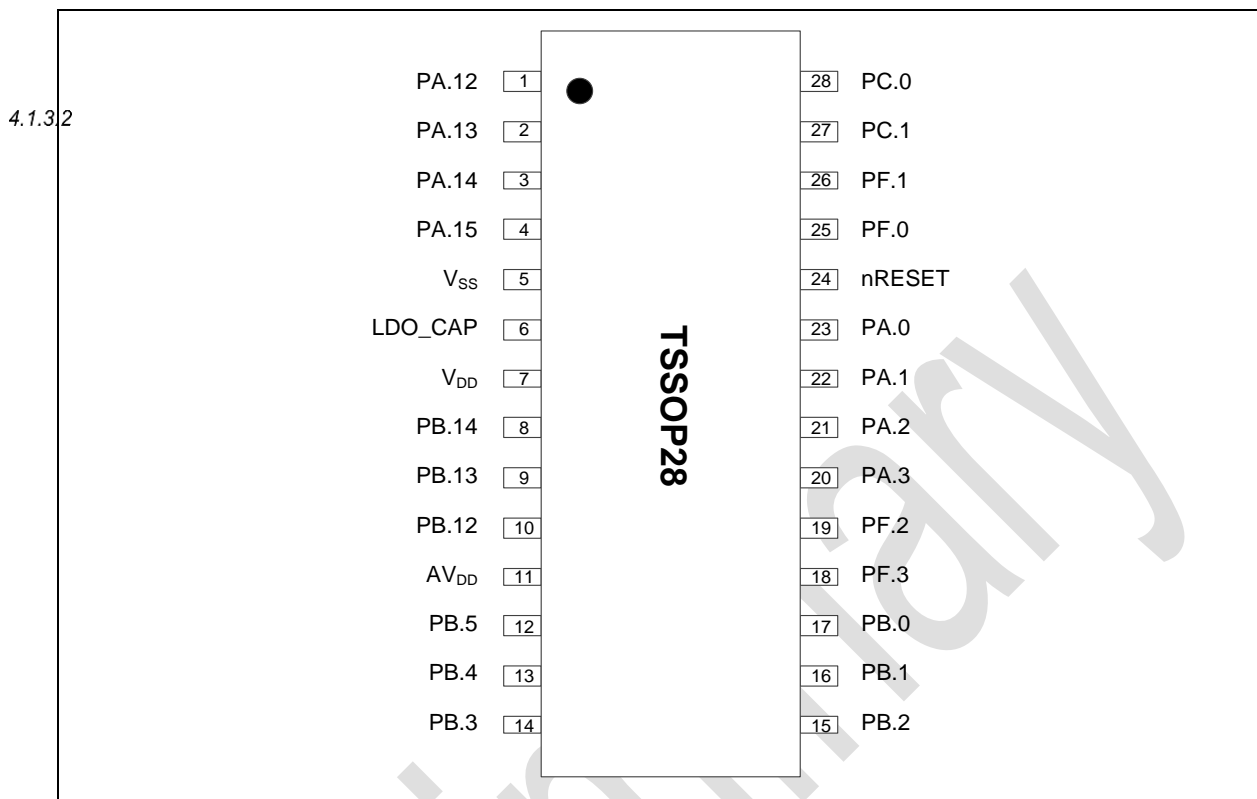 4.1.3.2
PA.12 1 28 PC.0
PA.13 2 27 PC.1
PA.14 3 26 PF.1
PA.15 4 25 PF.0
VSS 5 24 nRESET
LDO_CAP 6 23 PA.0
VDD 7 22 PA.1
PB.14 8 21 PA.2
PB.13 9 20 PA.3
PB.12 10 19 PF.2
AVDD 11 18 PF.3
PB.5 12 17 PB.0
PB.4 13 16 PB.1
PB.3 14 15 PB.2
TSSOP28